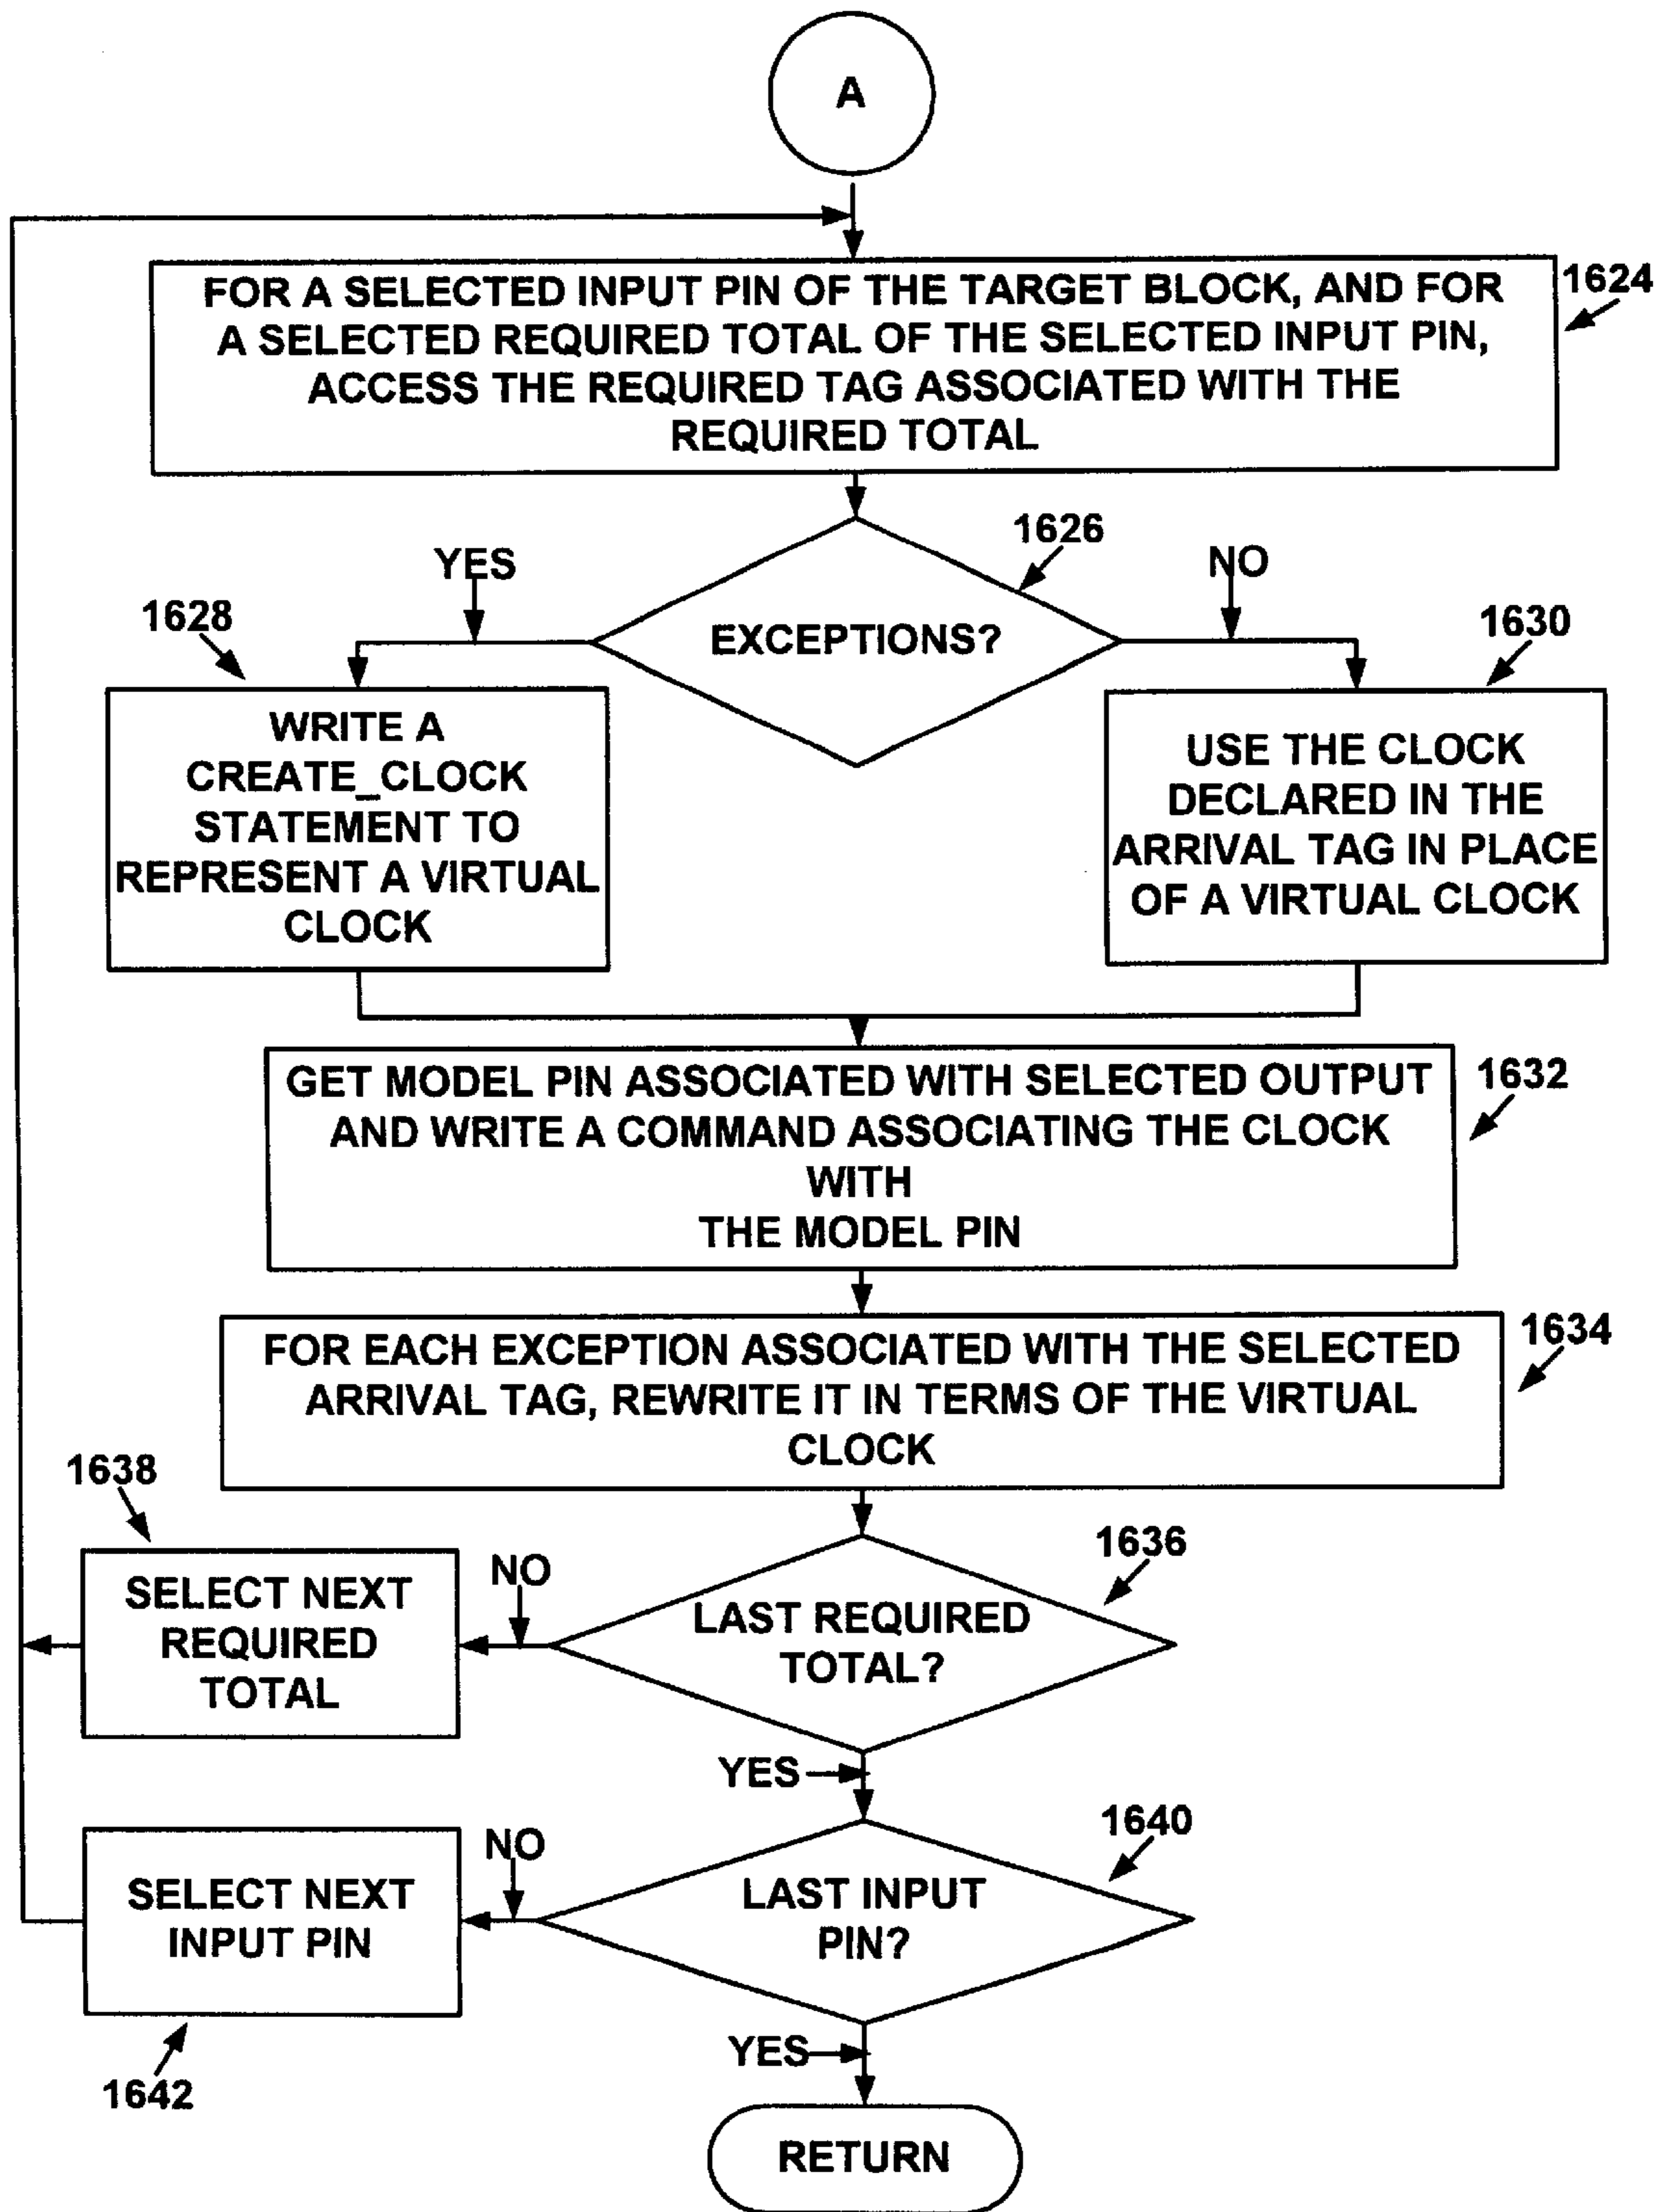 A
FOR A SELECTED INPUT PIN OF THE TARGET BLOCK, AND FOR
A SELECTED REQUIRED TOTAL OF THE SELECTED INPUT PIN,
ACCESS THE REQUIRED TAG ASSOCIATED WITH THE
REQUIRED TOTAL
1624
1626
YES
NO
EXCEPTIONS?
1628
WRITE A
CREATE_CLOCK
STATEMENT TO
REPRESENT A VIRTUAL
CLOCK
1630
USE THE CLOCK
DECLARED IN THE
ARRIVAL TAG IN PLACE
OF A VIRTUAL CLOCK
GET MODEL PIN ASSOCIATED WITH SELECTED OUTPUT
AND WRITE A COMMAND ASSOCIATING THE CLOCK
WITH
THE MODEL PIN
1632
FOR EACH EXCEPTION ASSOCIATED WITH THE SELECTED
ARRIVAL TAG, REWRITE IT IN TERMS OF THE VIRTUAL
CLOCK
1634
1638
SELECT NEXT
REQUIRED
TOTAL
NO
LAST REQUIRED
TOTAL?
1636
YES
SELECT NEXT
INPUT PIN
NO
LAST INPUT
PIN?
1640
1642
YES
RETURN